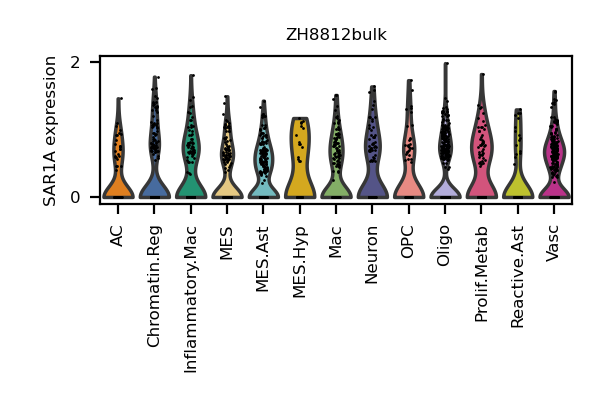 ZH8812bulk
SAR1A expression
2
0
AC
Chromatin.Reg
Inflammatory.Mac
MES
MES.Ast
MES.Hyp
Mac
Neuron
OPC
Oligo
Prolif.Metab
Reactive.Ast
Vasc